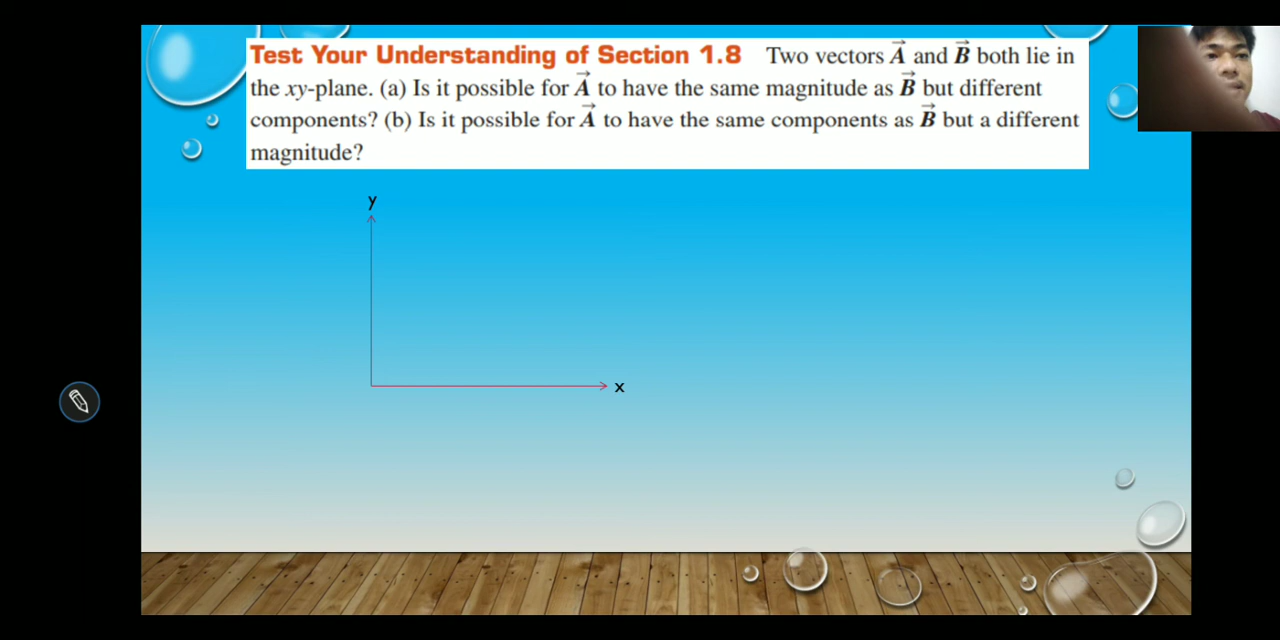 Test Your Understanding of Section 1.8 Two vectors A⃗ and B⃗ both lie in
the xy-plane. (a) Is it possible for A⃗ to have the same magnitude as B⃗ but different
components? (b) Is it possible for A⃗ to have the same components as B⃗ but a different
magnitude?
y
x